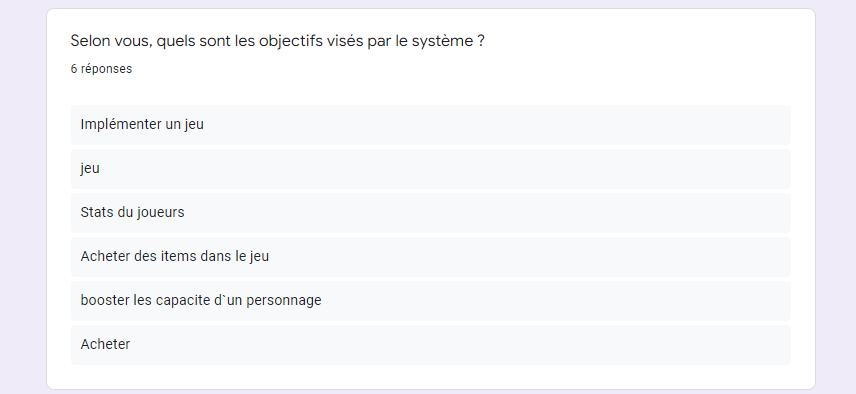 Selon vous, quels sont les objectifs visés par le système ?
6 réponses
Implémenter un jeu
jeu
Stats du joueurs
Acheter des items dans le jeu
booster les capacite d`un personnage
Acheter